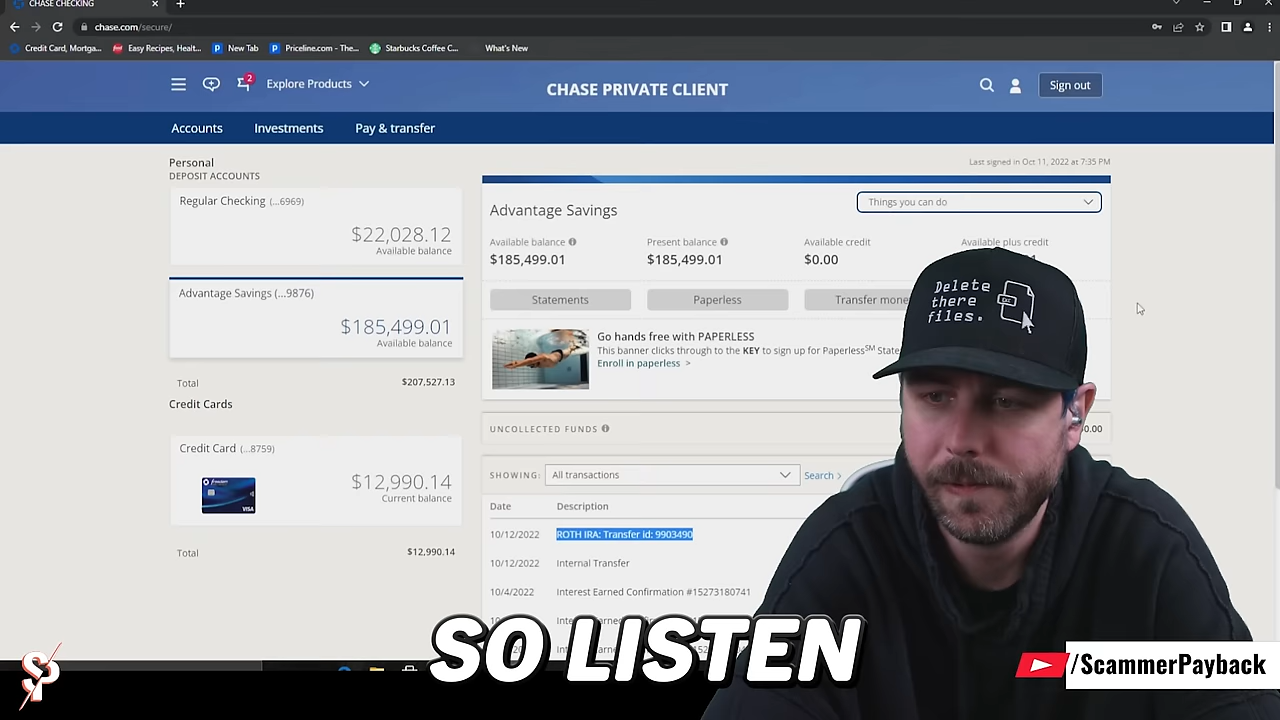 CHASE CHECKING
chase.com/secure/
Credit Card, Mortga... Easy Recipes, Healt... New Tab Priceline.com - The... Starbucks Coffee C... What's New
2
Explore Products
CHASE PRIVATE CLIENT
Sign out
Accounts Investments Pay & transfer
Personal
DEPOSIT ACCOUNTS
Last signed in Oct 11, 2022 at 7:35 PM
Regular Checking (...6969)
$22,028.12
Available balance
Advantage Savings (...9876)
$185,499.01
Available balance
Total $207,527.13
Credit Cards
Credit Card (...8759)
$12,990.14
Current balance
VISA
Total $12,990.14
Advantage Savings
Things you can do
Available balance Present balance Available credit Available plus credit
$185,499.01 $185,499.01 $0.00
Statements Paperless Transfer mone
Go hands free with PAPERLESS
This banner clicks through to the KEY to sign up for Paperless℠ State
Enroll in paperless >
UNCOLLECTED FUNDS
SHOWING: All transactions Search
Date Description
10/12/2022 ROTH IRA: Transfer id: 9903490
10/12/2022 Internal Transfer
10/4/2022 Interest Earned Confirmation #15273180741
Delete
there
files.
SO LISTEN
SP
/ScammerPayback